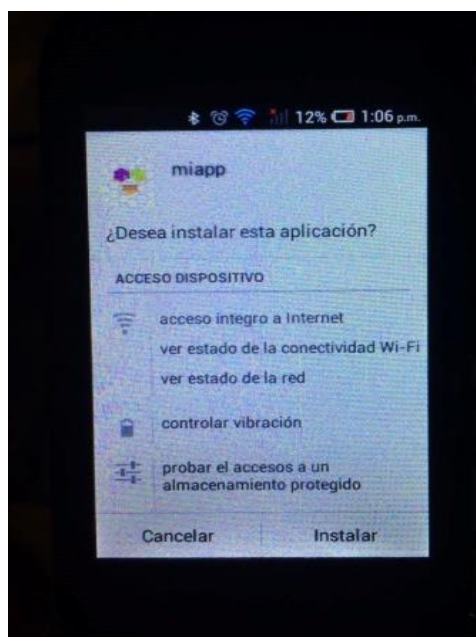 12% 1:06 p.m.
miapp
¿Desea instalar esta aplicación?
ACCESO DISPOSITIVO
acceso integro a Internet
ver estado de la conectividad Wi-Fi
ver estado de la red
controlar vibración
probar el accesos a un
almacenamiento protegido
Cancelar Instalar